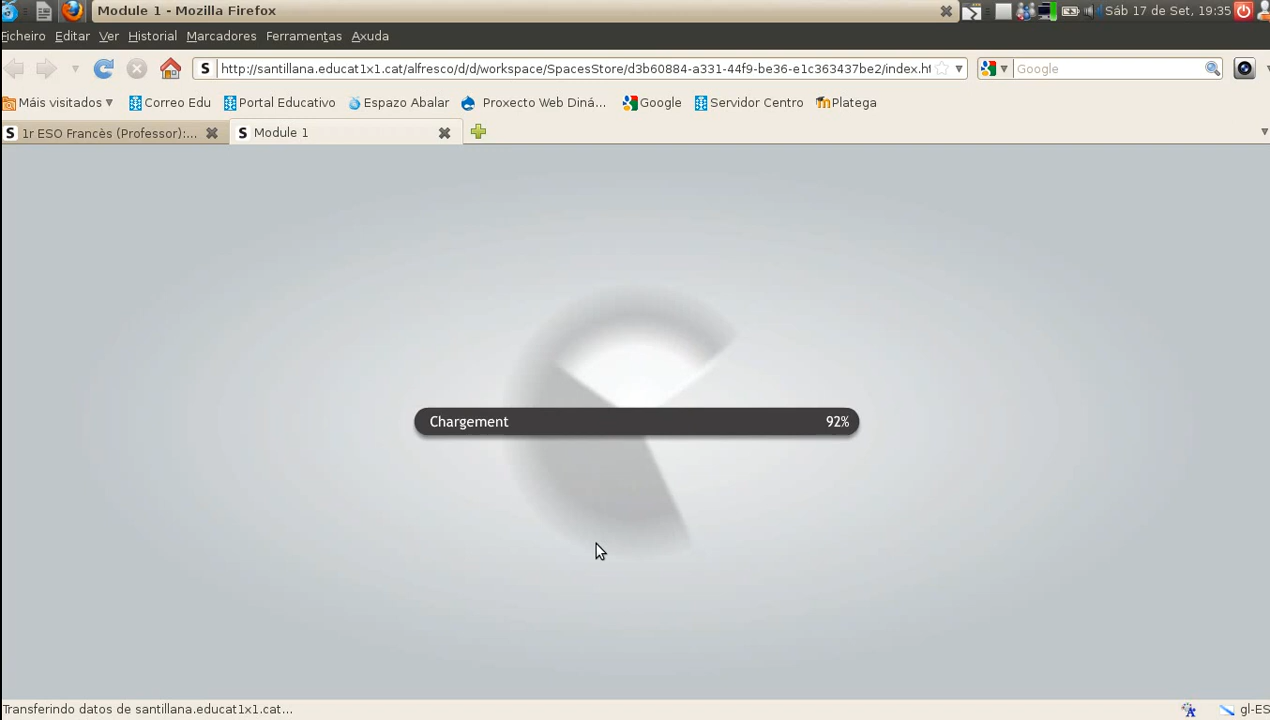 Module 1 - Mozilla Firefox
Sáb 17 de Set, 19:35
Ficheiro Editar Ver Historial Marcadores Ferramentas Axuda
S http://santillana.educat1x1.cat/alfresco/d/d/workspace/SpacesStore/d3b60884-a331-44f9-be36-e1c363437be2/index.ht
Google
Máis visitados Correo Edu Portal Educativo Espazo Abalar Proxecto Web Diná... Google Servidor Centro Platega
S 1r ESO Francès (Professor):... S Module 1
Chargement 92%
Transferindo datos de santillana.educat1x1.cat...
gl-ES